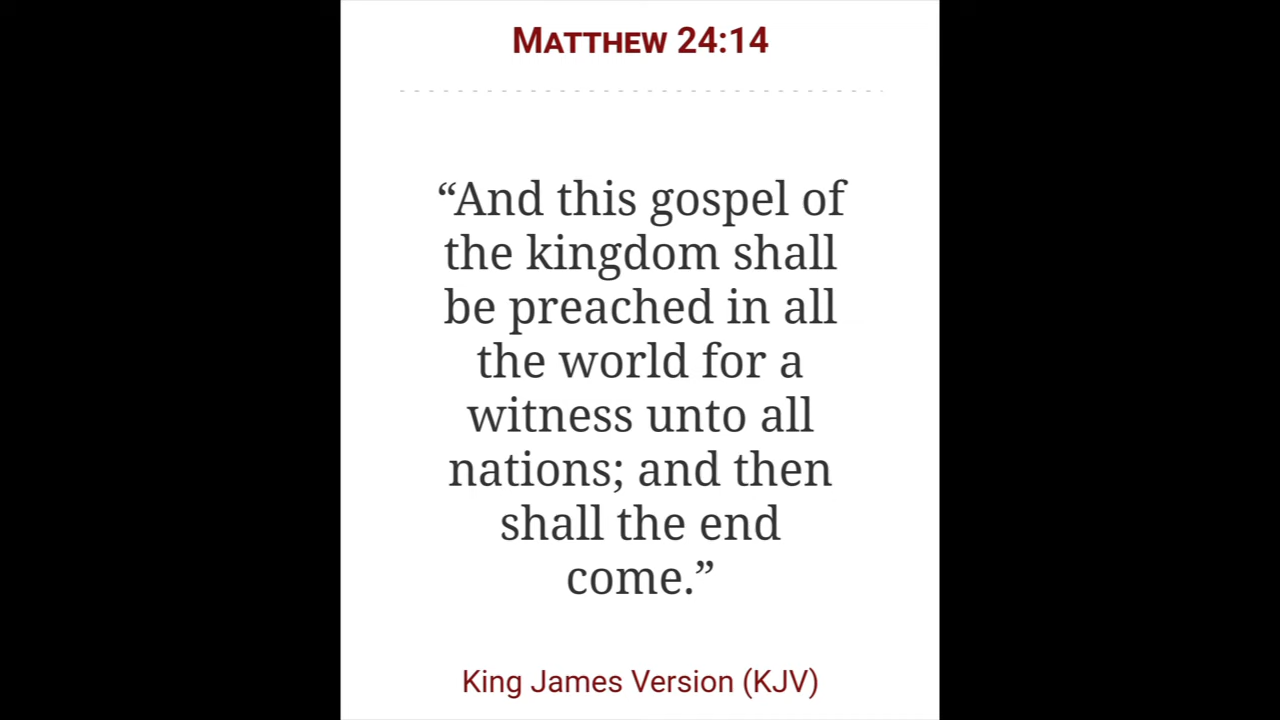 Matthew 24:14
“And this gospel of
the kingdom shall
be preached in all
the world for a
witness unto all
nations; and then
shall the end
come.”
King James Version (KJV)